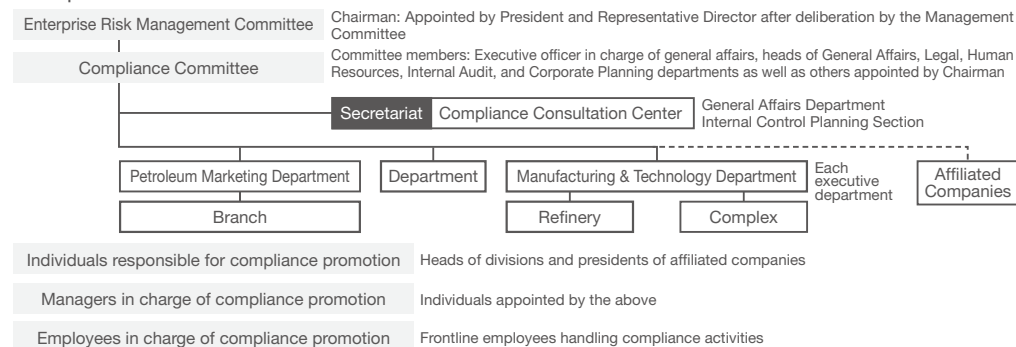 Enterprise Risk Management Committee
Chairman: Appointed by President and Representative Director after deliberation by the Management
Committee
Compliance Committee
Committee members: Executive officer in charge of general affairs, heads of General Affairs, Legal, Human
Resources, Internal Audit, and Corporate Planning departments as well as others appointed by Chairman
Secretariat
Compliance Consultation Center
General Affairs Department
Internal Control Planning Section
Petroleum Marketing Department
Department
Manufacturing & Technology Department
Each
executive
department
Affiliated
Companies
Branch
Refinery
Complex
Individuals responsible for compliance promotion
Heads of divisions and presidents of affiliated companies
Managers in charge of compliance promotion
Individuals appointed by the above
Employees in charge of compliance promotion
Frontline employees handling compliance activities